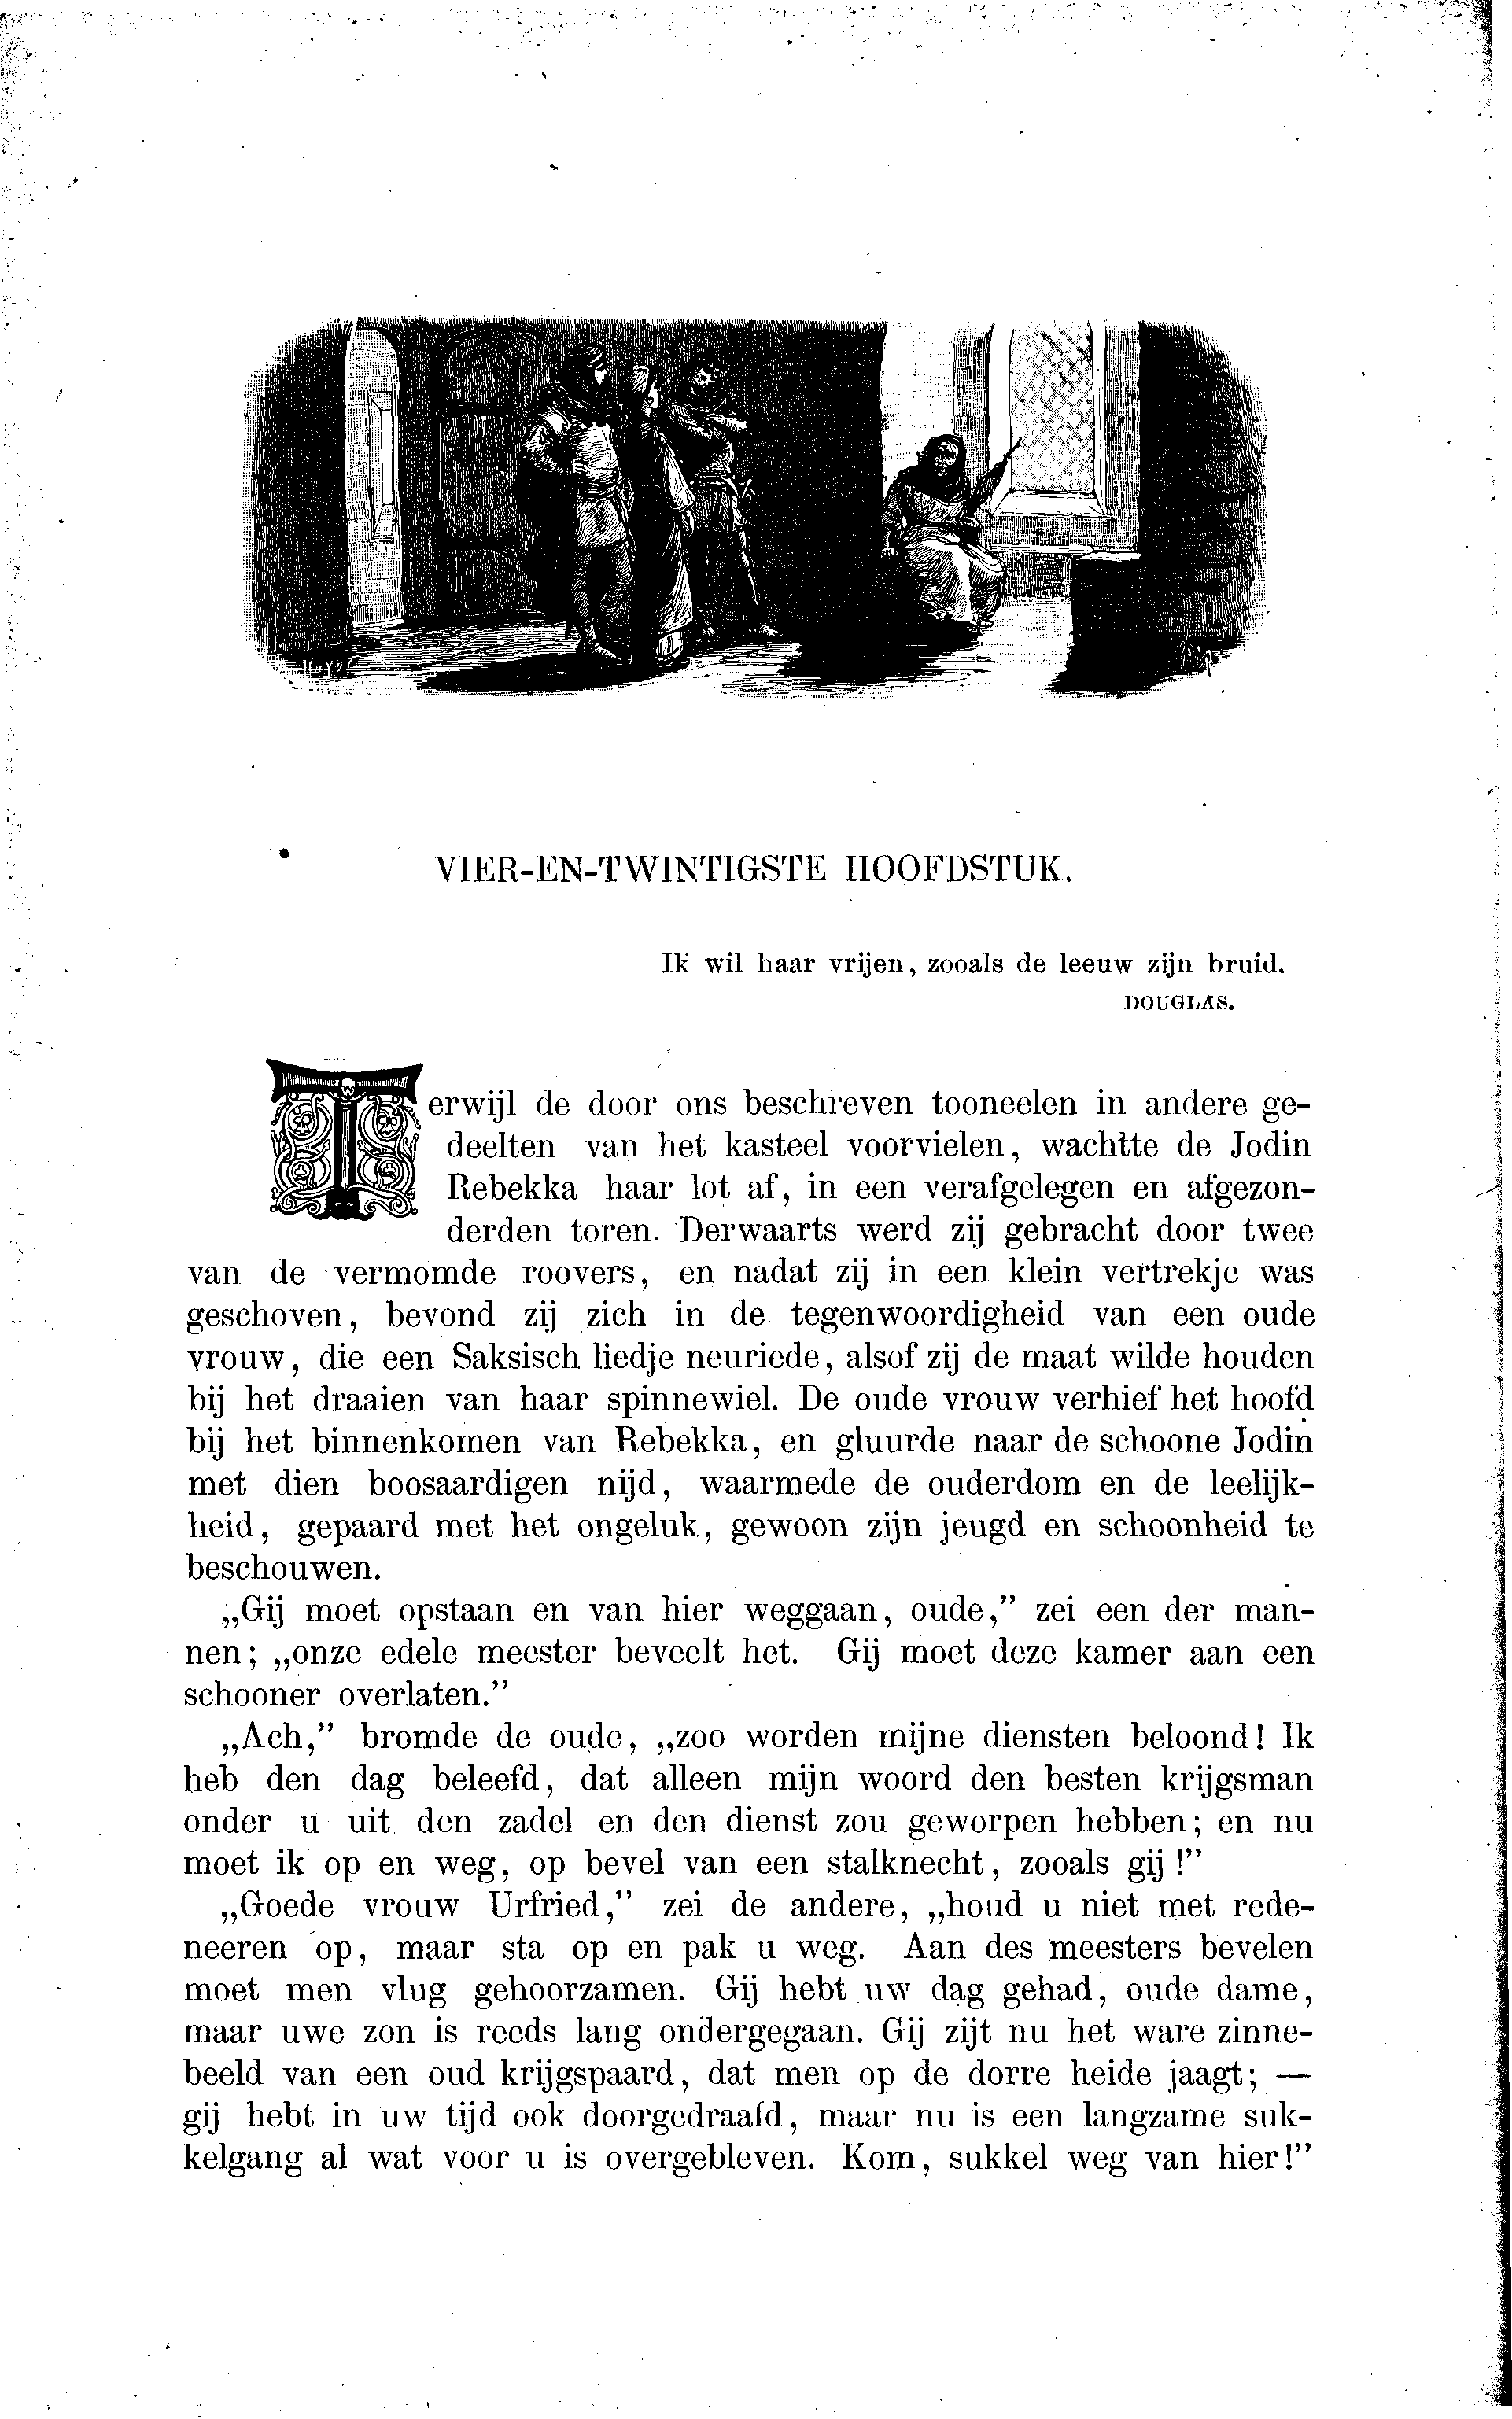 VIER-EN-TWINTIGSTE HOOFDSTUK.
Ik wil haar vrijen, zooals de leeuw zijn bruid.
DOUGLAS.
Terwijl de door ons beschreven tooneelen in andere ge-
deelten van het kasteel voorvielen, wachtte de Jodin
Rebekka haar lot af, in een verafgelegen en afgezon-
derden toren. Derwaarts werd zij gebracht door twee
van de vermomde roovers, en nadat zij in een klein vertrekje was
geschoven, bevond zij zich in de tegenwoordigheid van een oude
vrouw, die een Saksisch liedje neuriede, alsof zij de maat wilde houden
bij het draaien van haar spinnewiel. De oude vrouw verhief het hoofd
bij het binnenkomen van Rebekka, en gluurde naar de schoone Jodin
met dien boosaardigen nijd, waarmede de ouderdom en de leelijk-
heid, gepaard met het ongeluk, gewoon zijn jeugd en schoonheid te
beschouwen.
„Gij moet opstaan en van hier weggaan, oude,” zei een der man-
nen; „onze edele meester beveelt het. Gij moet deze kamer aan een
schooner overlaten.”
„Ach,” bromde de oude, „zoo worden mijne diensten beloond! Ik
heb den dag beleefd, dat alleen mijn woord den besten krijgsman
onder u uit den zadel en den dienst zou geworpen hebben; en nu
moet ik op en weg, op bevel van een stalknecht, zooals gij!”
„Goede vrouw Urfried,” zei de andere, „houd u niet met rede-
neeren op, maar sta op en pak u weg. Aan des meesters bevelen
moet men vlug gehoorzamen. Gij hebt uw dag gehad, oude dame,
maar uwe zon is reeds lang ondergegaan. Gij zijt nu het ware zinne-
beeld van een oud krijgspaard, dat men op de dorre heide jaagt; —
gij hebt in uw tijd ook doorgedraafd, maar nu is een langzame suk-
kelgang al wat voor u is overgebleven. Kom, sukkel weg van hier!”